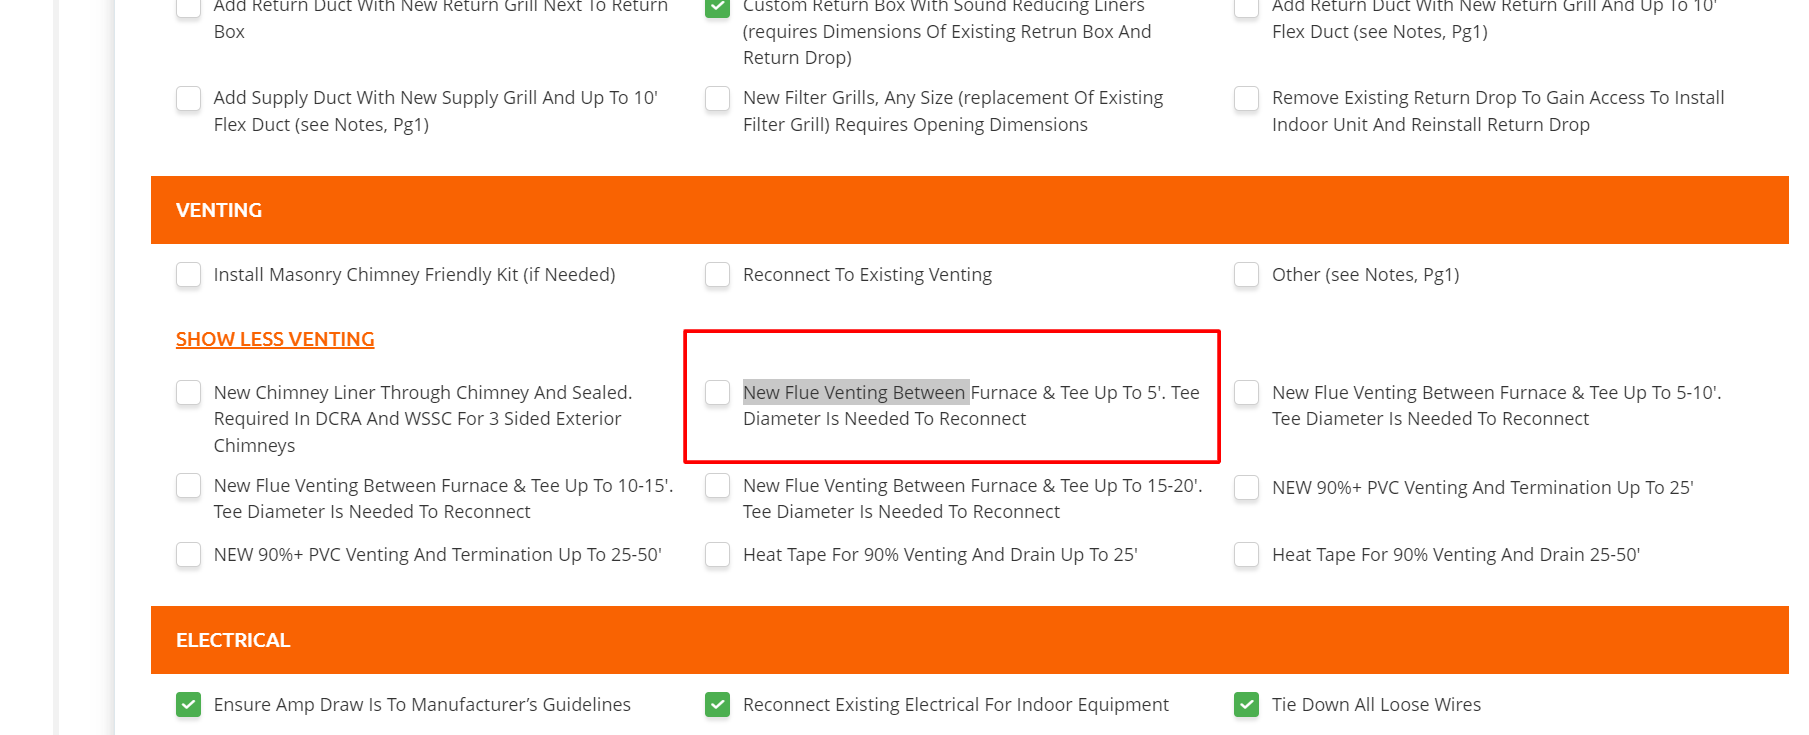 Add Return Duct With New Return Grill Next To Return
Box
Custom Return Box With Sound Reducing Liners
(requires Dimensions Of Existing Retrun Box And
Return Drop)
Add Return Duct With New Return Grill And Up To 10'
Flex Duct (see Notes, Pg1)
Add Supply Duct With New Supply Grill And Up To 10'
Flex Duct (see Notes, Pg1)
New Filter Grills, Any Size (replacement Of Existing
Filter Grill) Requires Opening Dimensions
Remove Existing Return Drop To Gain Access To Install
Indoor Unit And Reinstall Return Drop
VENTING
Install Masonry Chimney Friendly Kit (if Needed)
Reconnect To Existing Venting
Other (see Notes, Pg1)
SHOW LESS VENTING
New Chimney Liner Through Chimney And Sealed.
Required In DCRA And WSSC For 3 Sided Exterior
Chimneys
New Flue Venting Between Furnace & Tee Up To 5'. Tee
Diameter Is Needed To Reconnect
New Flue Venting Between Furnace & Tee Up To 5-10'.
Tee Diameter Is Needed To Reconnect
New Flue Venting Between Furnace & Tee Up To 10-15'.
Tee Diameter Is Needed To Reconnect
New Flue Venting Between Furnace & Tee Up To 15-20'.
Tee Diameter Is Needed To Reconnect
NEW 90%+ PVC Venting And Termination Up To 25'
NEW 90%+ PVC Venting And Termination Up To 25-50'
Heat Tape For 90% Venting And Drain Up To 25'
Heat Tape For 90% Venting And Drain 25-50'
ELECTRICAL
Ensure Amp Draw Is To Manufacturer’s Guidelines
Reconnect Existing Electrical For Indoor Equipment
Tie Down All Loose Wires